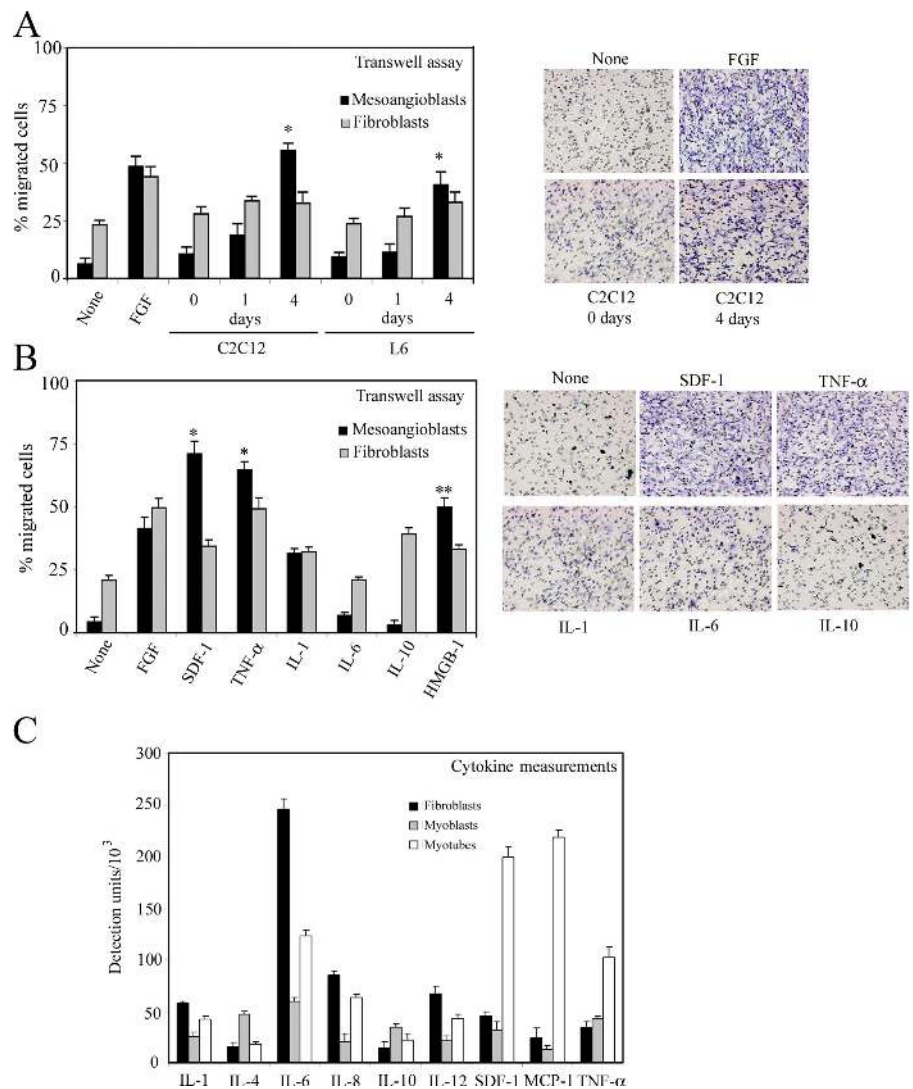 A
100
75
50
25
0
% migrated cells
Transwell assay
Mesoangioblasts
Fibroblasts
*
*
None
FGF
0
1
4
0
1
4
days
days
C2C12
L6
None
FGF
C2C12
0 days
C2C12
4 days
B
100
75
50
25
0
% migrated cells
Transwell assay
Mesoangioblasts
Fibroblasts
*
*
**
None
FGF
SDF-1
TNF-α
IL-1
IL-6
IL-10
HMGB-1
None
SDF-1
TNF-α
IL-1
IL-6
IL-10
C
300
250
200
150
100
50
0
Detection units/10³
Cytokine measurements
Fibroblasts
Myoblasts
Myotubes
IL-1 IL-4 IL-6 IL-8 IL-10 IL-12 SDF-1 MCP-1 TNF-α